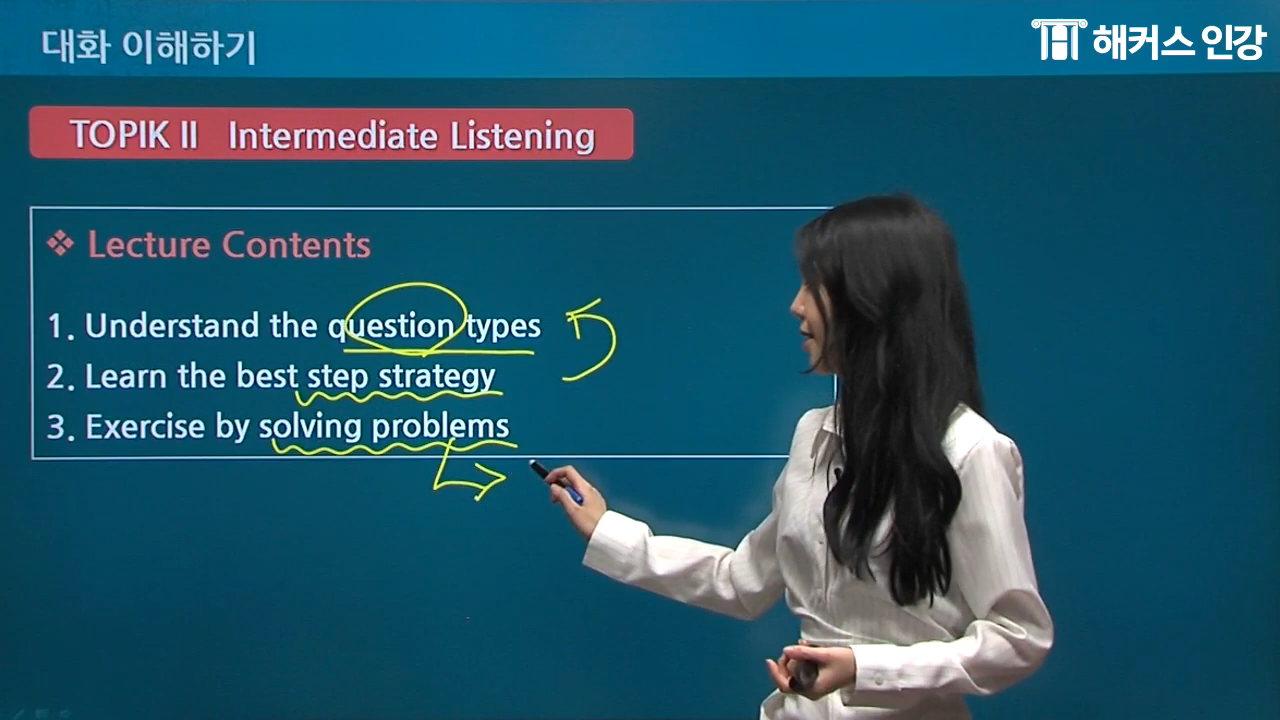 대화 이해하기
해커스 인강
TOPIK II Intermediate Listening
❖ Lecture Contents
1. Understand the question types
2. Learn the best step strategy
3. Exercise by solving problems